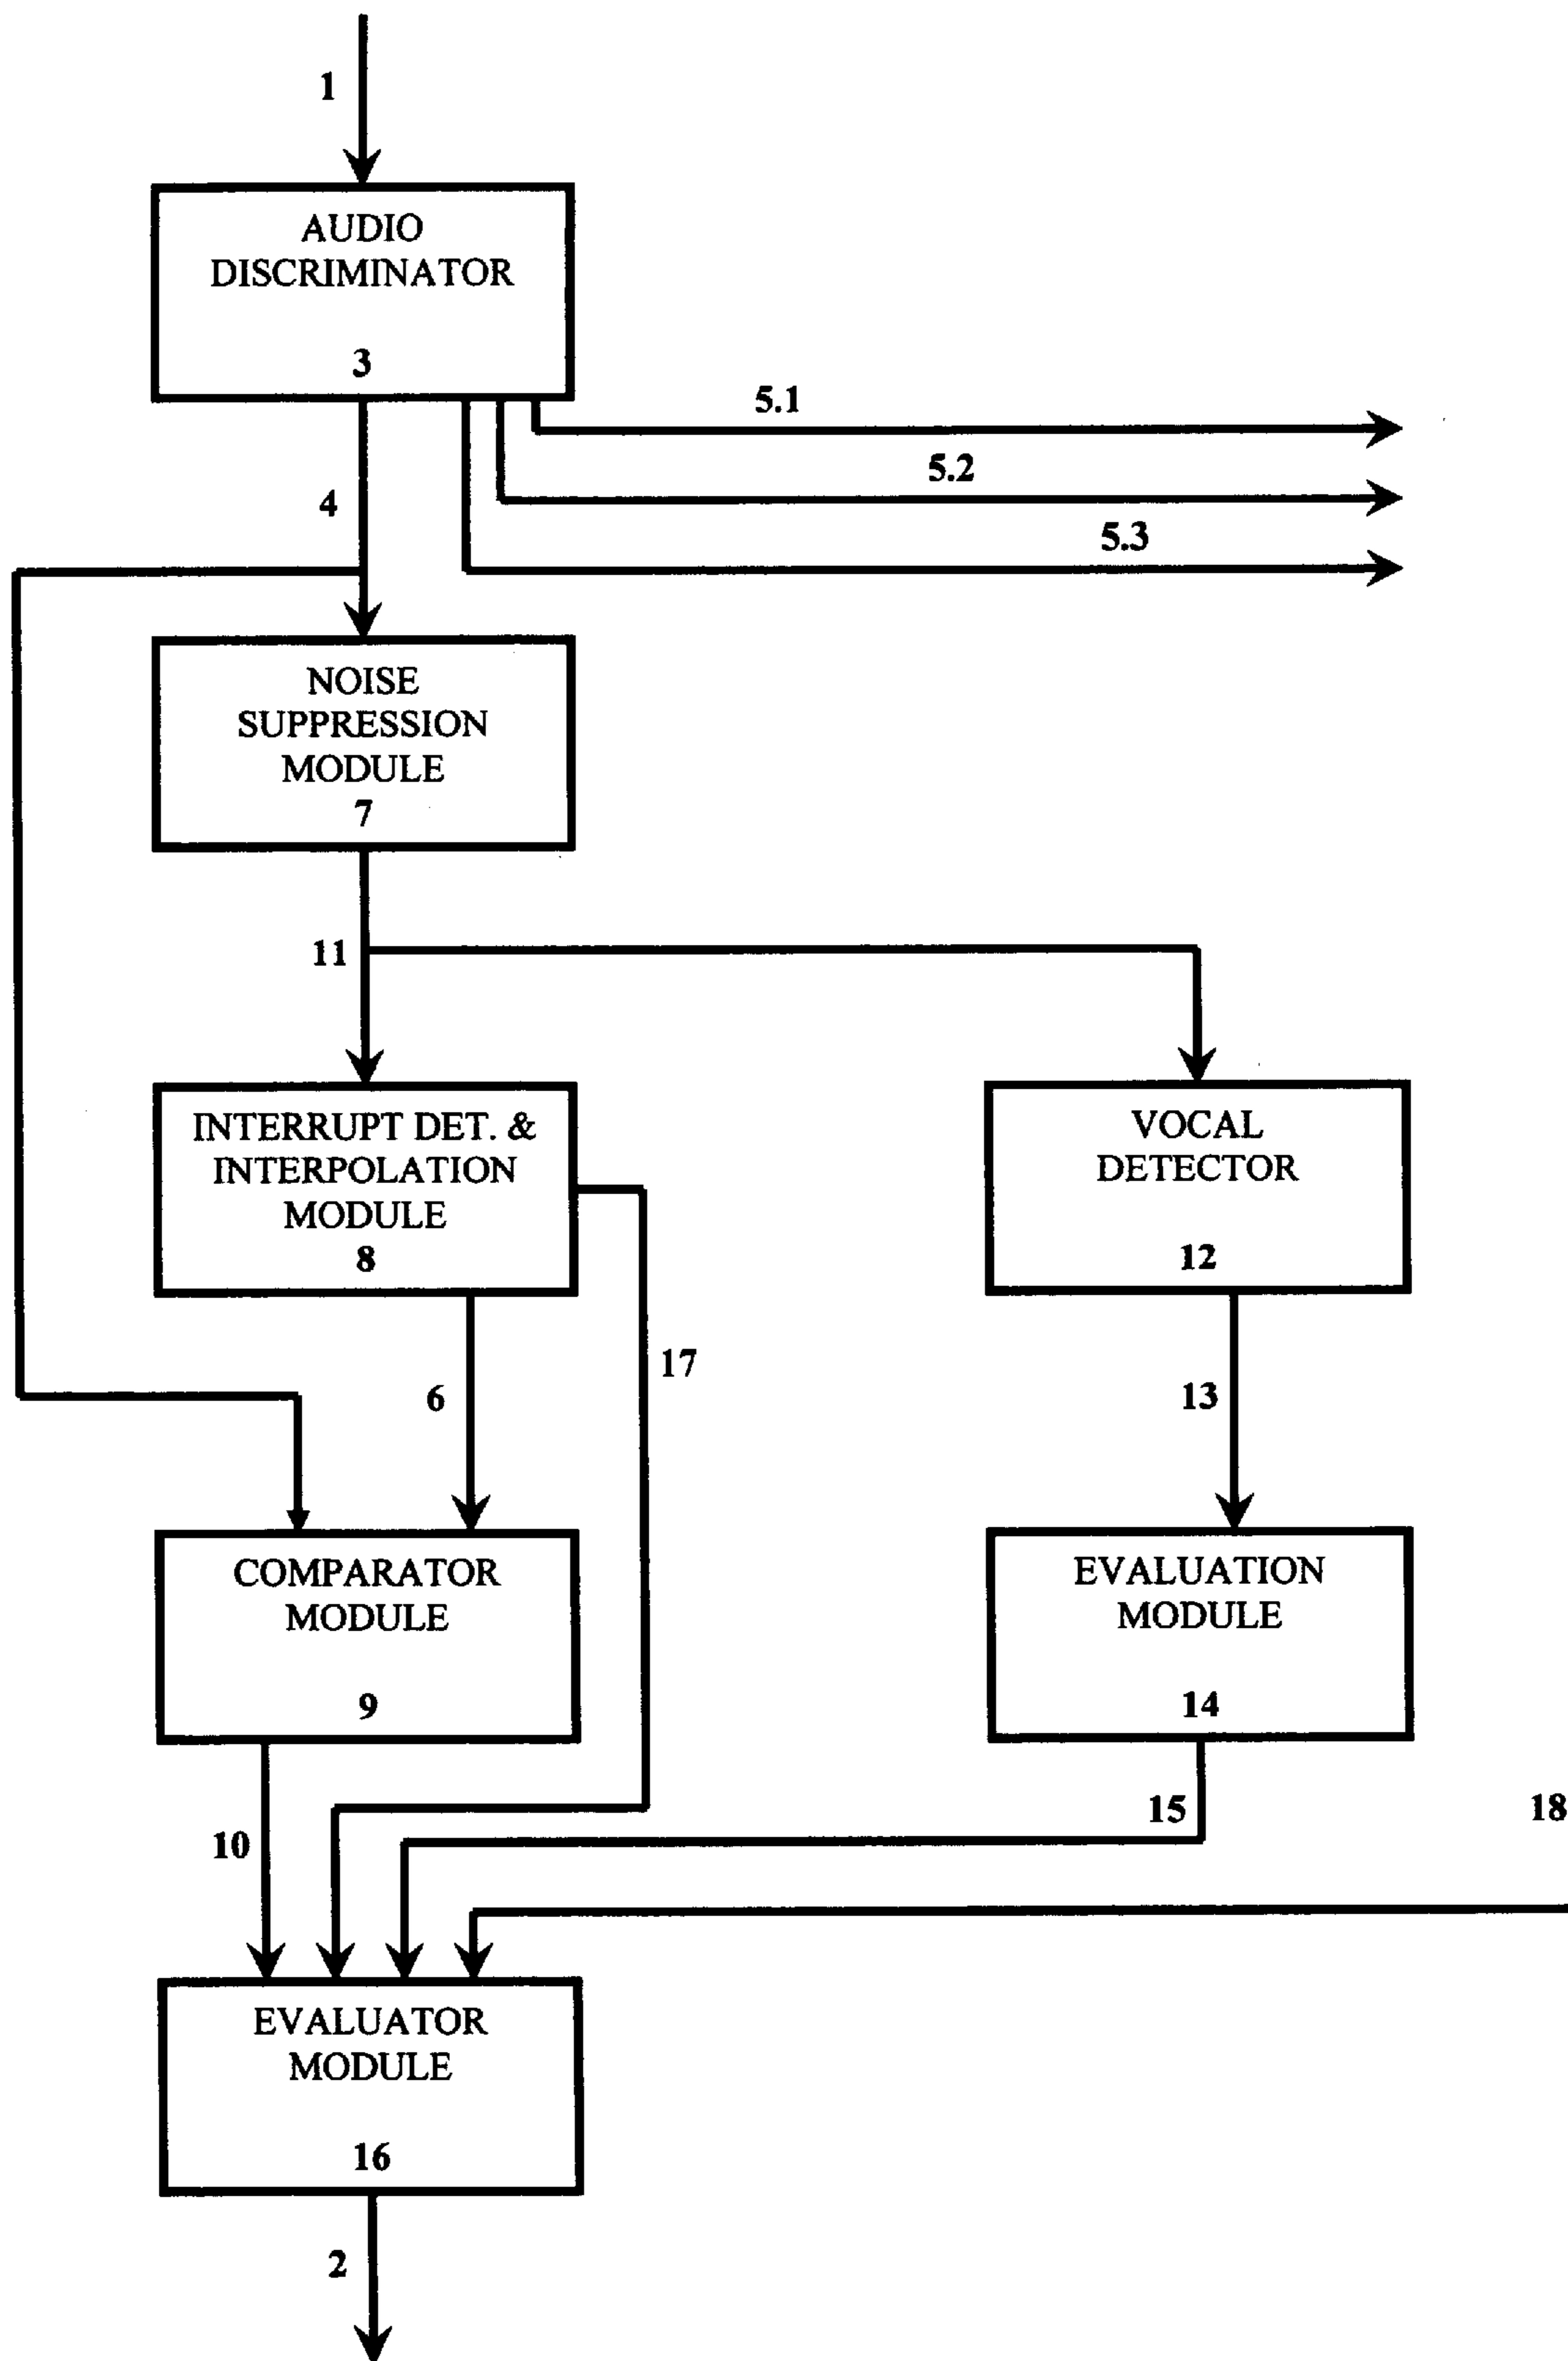 1
AUDIO
DISCRIMINATOR
3
5.1
5.2
5.3
4
NOISE
SUPPRESSION
MODULE
7
11
INTERRUPT DET. &
INTERPOLATION
MODULE
8
VOCAL
DETECTOR
12
17
6
13
COMPARATOR
MODULE
9
EVALUATION
MODULE
14
10
15
18
EVALUATOR
MODULE
16
2